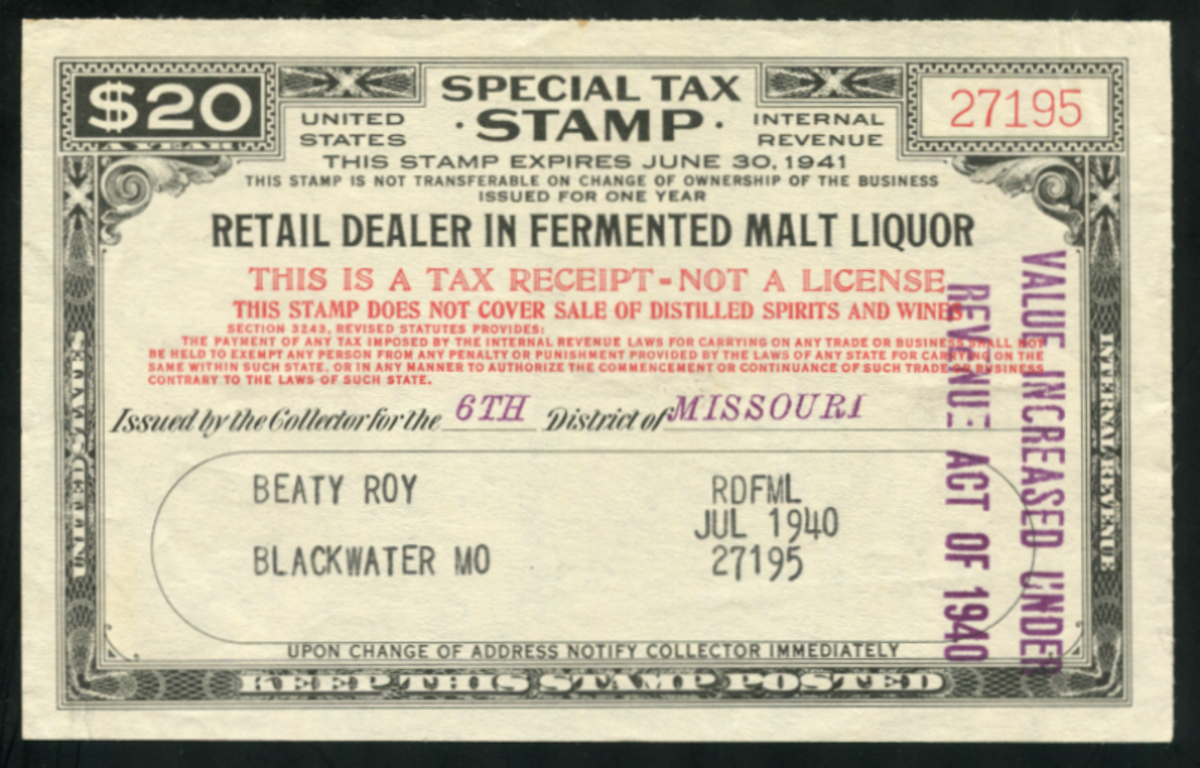 $20
A YEAR
UNITED STATES
SPECIAL TAX
· STAMP ·
INTERNAL REVENUE
27195
THIS STAMP EXPIRES JUNE 30, 1941
THIS STAMP IS NOT TRANSFERABLE ON CHANGE OF OWNERSHIP OF THE BUSINESS
ISSUED FOR ONE YEAR
RETAIL DEALER IN FERMENTED MALT LIQUOR
THIS IS A TAX RECEIPT-NOT A LICENSE
THIS STAMP DOES NOT COVER SALE OF DISTILLED SPIRITS AND WINES
SECTION 3243, REVISED STATUTES PROVIDES:
THE PAYMENT OF ANY TAX IMPOSED BY THE INTERNAL REVENUE LAWS FOR CARRYING ON ANY TRADE OR BUSINESS SHALL NOT
BE HELD TO EXEMPT ANY PERSON FROM ANY PENALTY OR PUNISHMENT PROVIDED BY THE LAWS OF ANY STATE FOR CARRYING ON THE
SAME WITHIN SUCH STATE, OR IN ANY MANNER TO AUTHORIZE THE COMMENCEMENT OR CONTINUANCE OF SUCH TRADE OR BUSINESS
CONTRARY TO THE LAWS OF SUCH STATE.
Issued by the Collector for the 6TH District of MISSOURI
BEATY ROY RDFML
JUL 1940
BLACKWATER MO 27195
UPON CHANGE OF ADDRESS NOTIFY COLLECTOR IMMEDIATELY
KEEP THIS STAMP POSTED
UNITED STATES
INTERNAL REVENUE
VALUE INCREASED UNDER
REVENUE ACT OF 1940